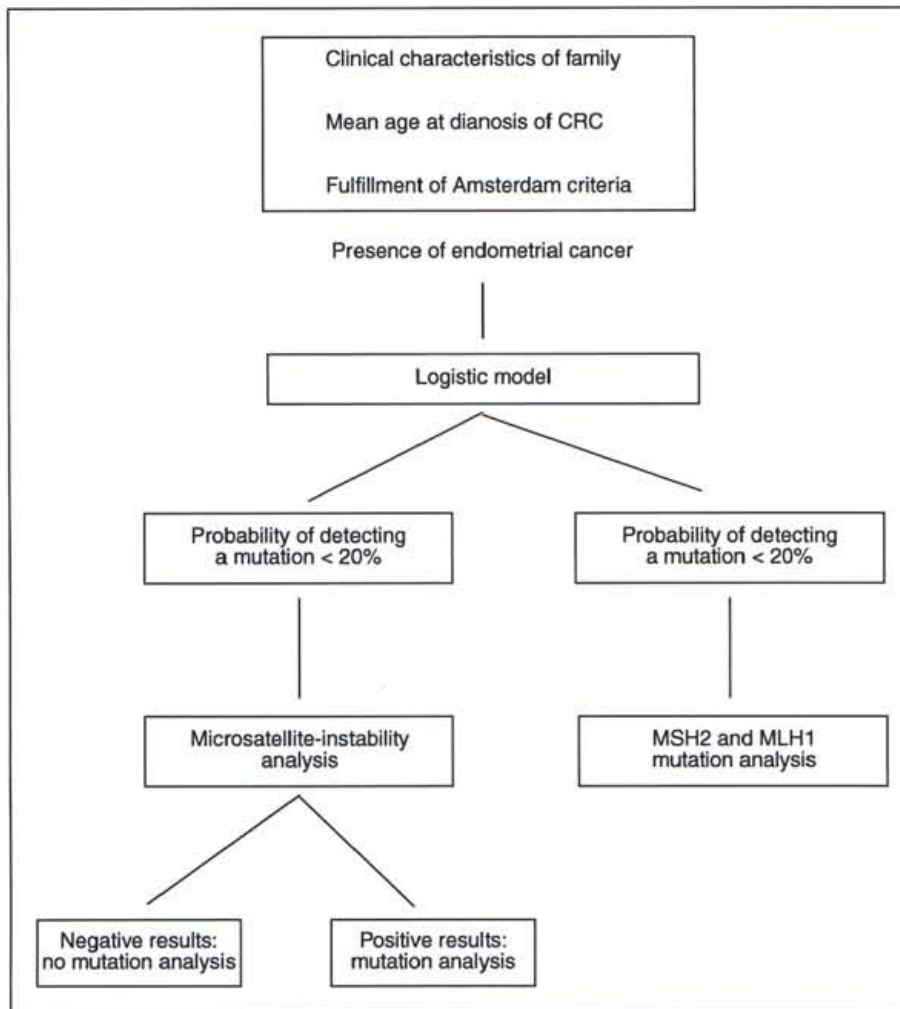 Clinical characteristics of family
Mean age at dianosis of CRC
Fulfillment of Amsterdam criteria
Presence of endometrial cancer
Logistic model
Probability of detecting
a mutation < 20%
Probability of detecting
a mutation < 20%
Microsatellite-instability
analysis
MSH2 and MLH1
mutation analysis
Negative results:
no mutation analysis
Positive results:
mutation analysis